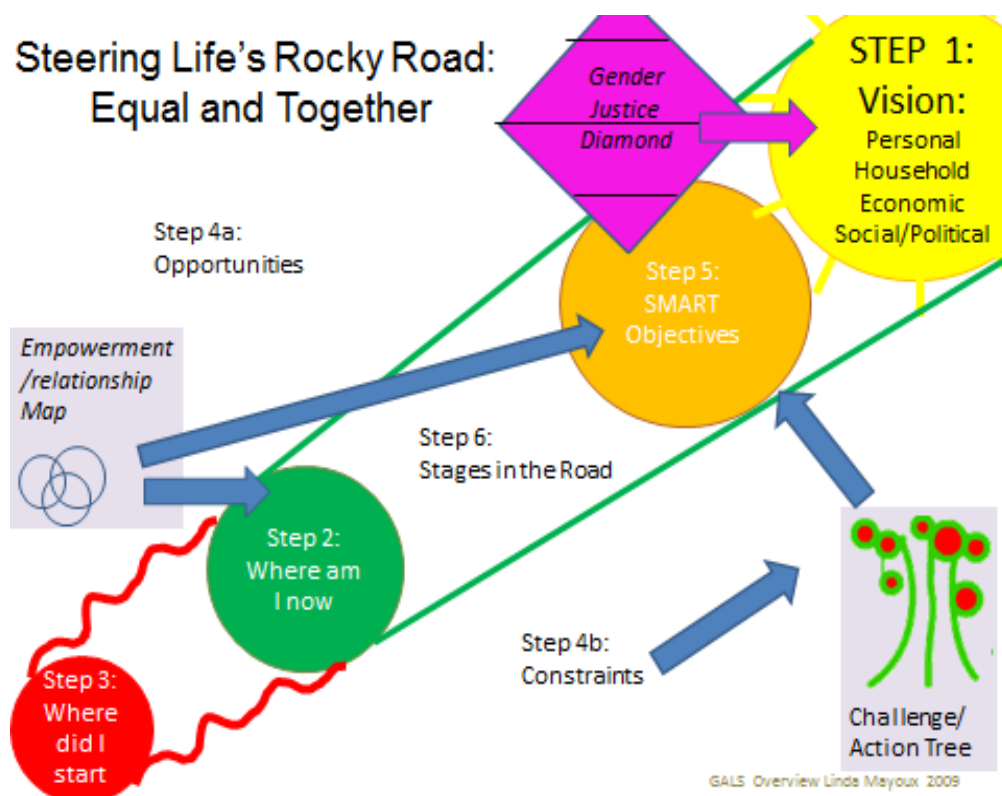 Steering Life's Rocky Road:
Equal and Together
Gender
Justice
Diamond
STEP 1:
Vision:
Personal
Household
Economic
Social/Political
Step 4a:
Opportunities
Step 5:
SMART
Objectives
Empowerment
/relationship
Map
Step 6:
Stages in the Road
Step 2:
Where am
I now
Step 4b:
Constraints
Step 3:
Where
did I
start
Challenge/
Action Tree
GALS Overview Linda Mayoux 2009